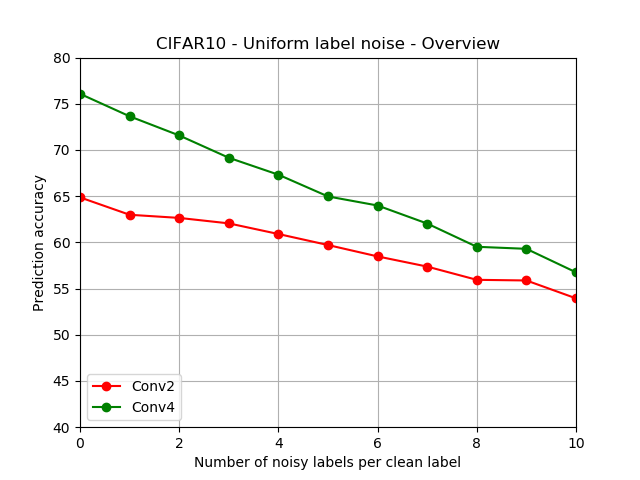 CIFAR10 - Uniform label noise - Overview
80
75
70
65
60
55
50
45
40
Prediction accuracy
Conv2
Conv4
0 2 4 6 8 10
Number of noisy labels per clean label